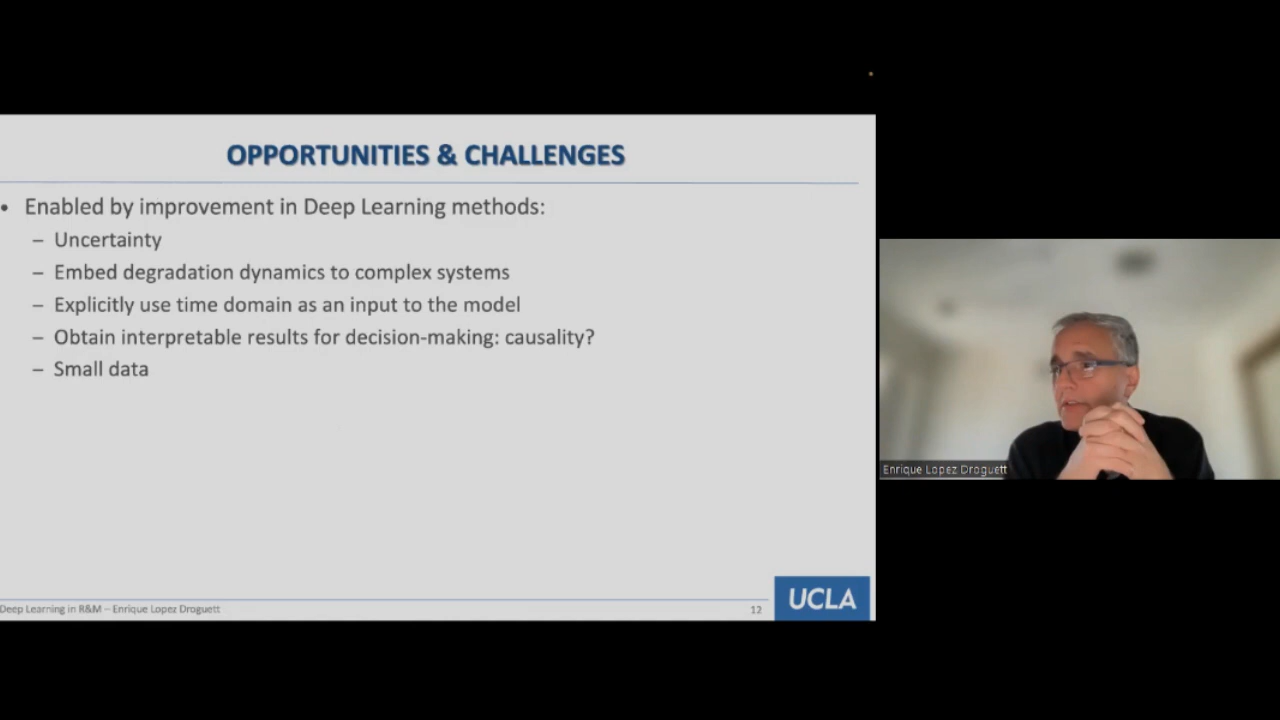 OPPORTUNITIES & CHALLENGES
• Enabled by improvement in Deep Learning methods:
– Uncertainty
– Embed degradation dynamics to complex systems
– Explicitly use time domain as an input to the model
– Obtain interpretable results for decision-making: causality?
– Small data
Deep Learning in R&M – Enrique Lopez Droguett
12
UCLA
Enrique Lopez Droguett